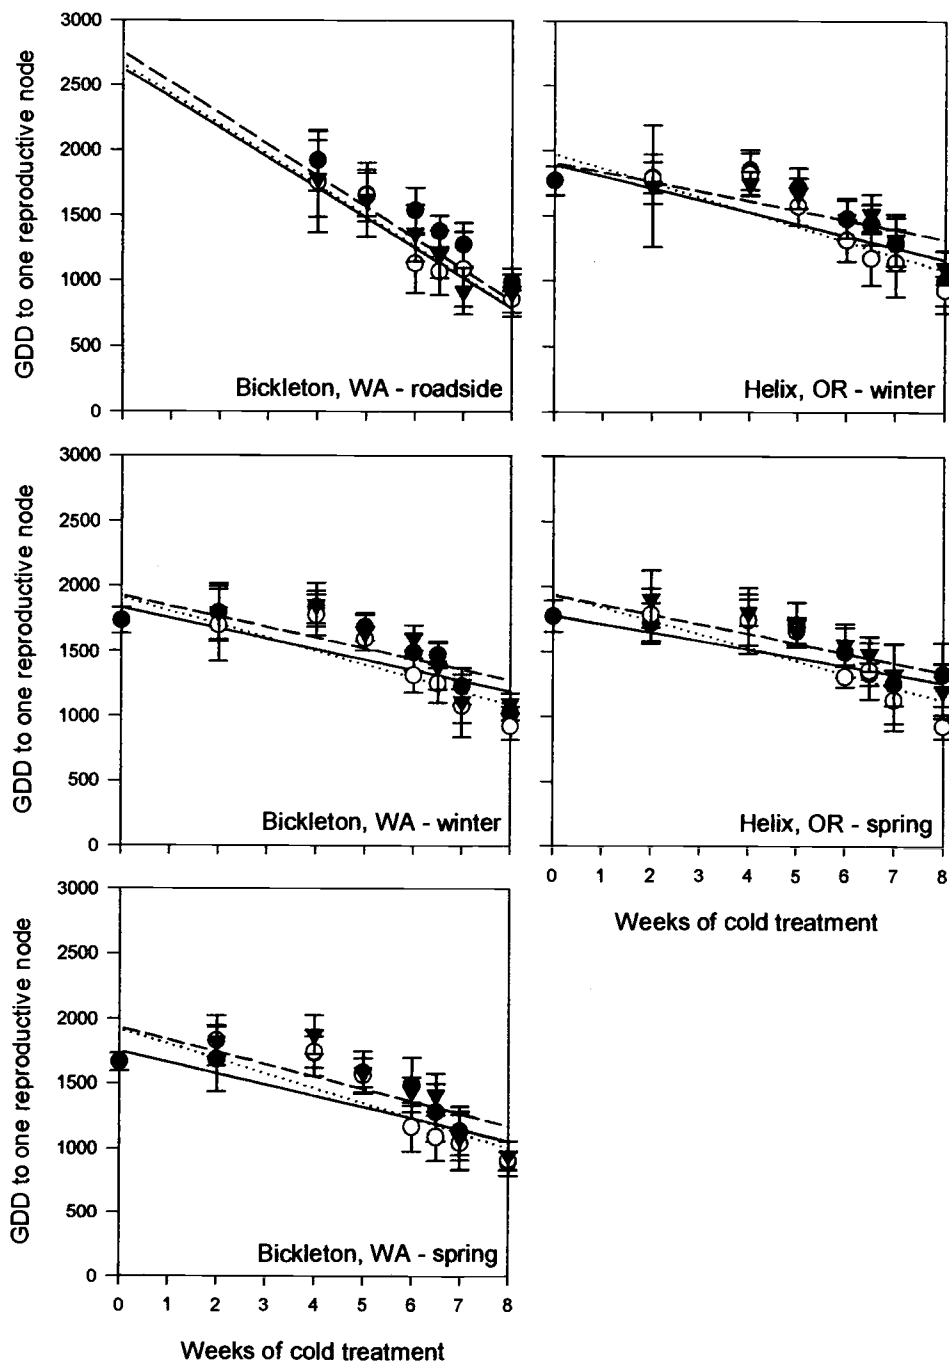 3000
2500
2000
1500
1000
500
0
GDD to one reproductive node
Bickleton, WA - roadside
Helix, OR - winter
3000
2500
2000
1500
1000
500
0
GDD to one reproductive node
Bickleton, WA - winter
Helix, OR - spring
0 1 2 3 4 5 6 7 8
Weeks of cold treatment
3000
2500
2000
1500
1000
500
0
GDD to one reproductive node
Bickleton, WA - spring
0 1 2 3 4 5 6 7 8
Weeks of cold treatment